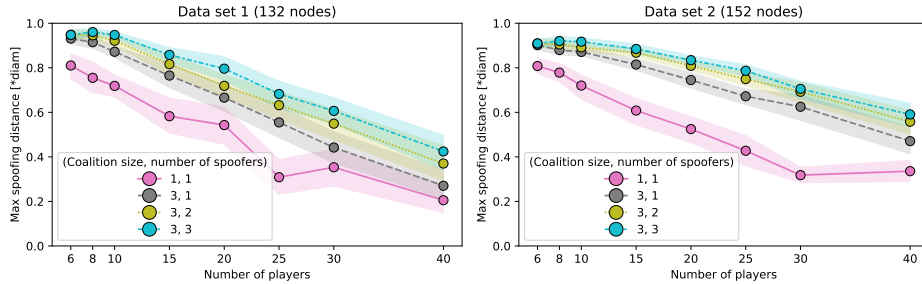 Data set 1 (132 nodes)
Max spoofing distance [*diam]
1.0
0.8
0.6
0.4
0.2
0.0
(Coalition size, number of spoofers)
1, 1
3, 1
3, 2
3, 3
6 8 10 15 20 25 30 40
Number of players
Data set 2 (152 nodes)
Max spoofing distance [*diam]
1.0
0.8
0.6
0.4
0.2
0.0
(Coalition size, number of spoofers)
1, 1
3, 1
3, 2
3, 3
6 8 10 15 20 25 30 40
Number of players